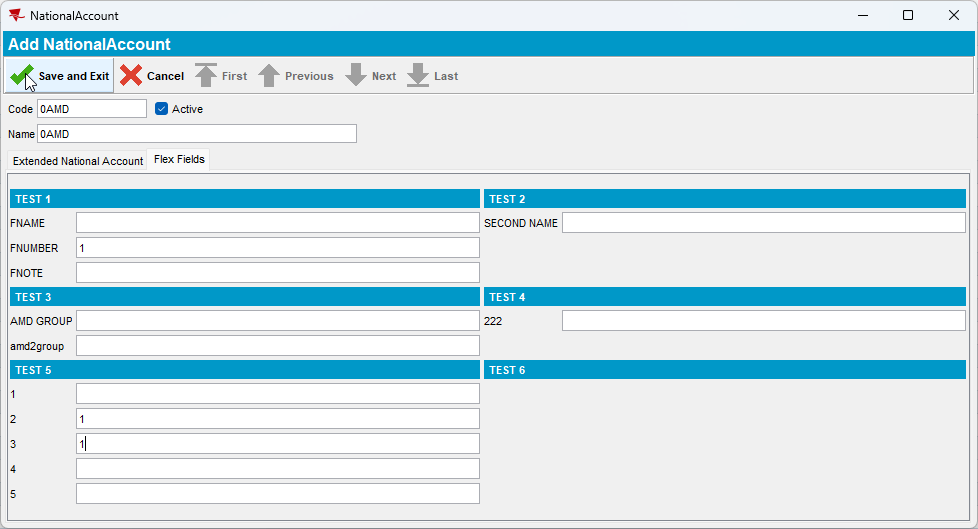 NationalAccount
Add NationalAccount
Save and Exit Cancel First Previous Next Last
Code 0AMD Active
Name 0AMD
Extended National Account Flex Fields
TEST 1 TEST 2
FNAME SECOND NAME
FNUMBER 1
FNOTE
TEST 3 TEST 4
AMD GROUP 222
amd2group
TEST 5 TEST 6
1
2 1
3 1
4
5